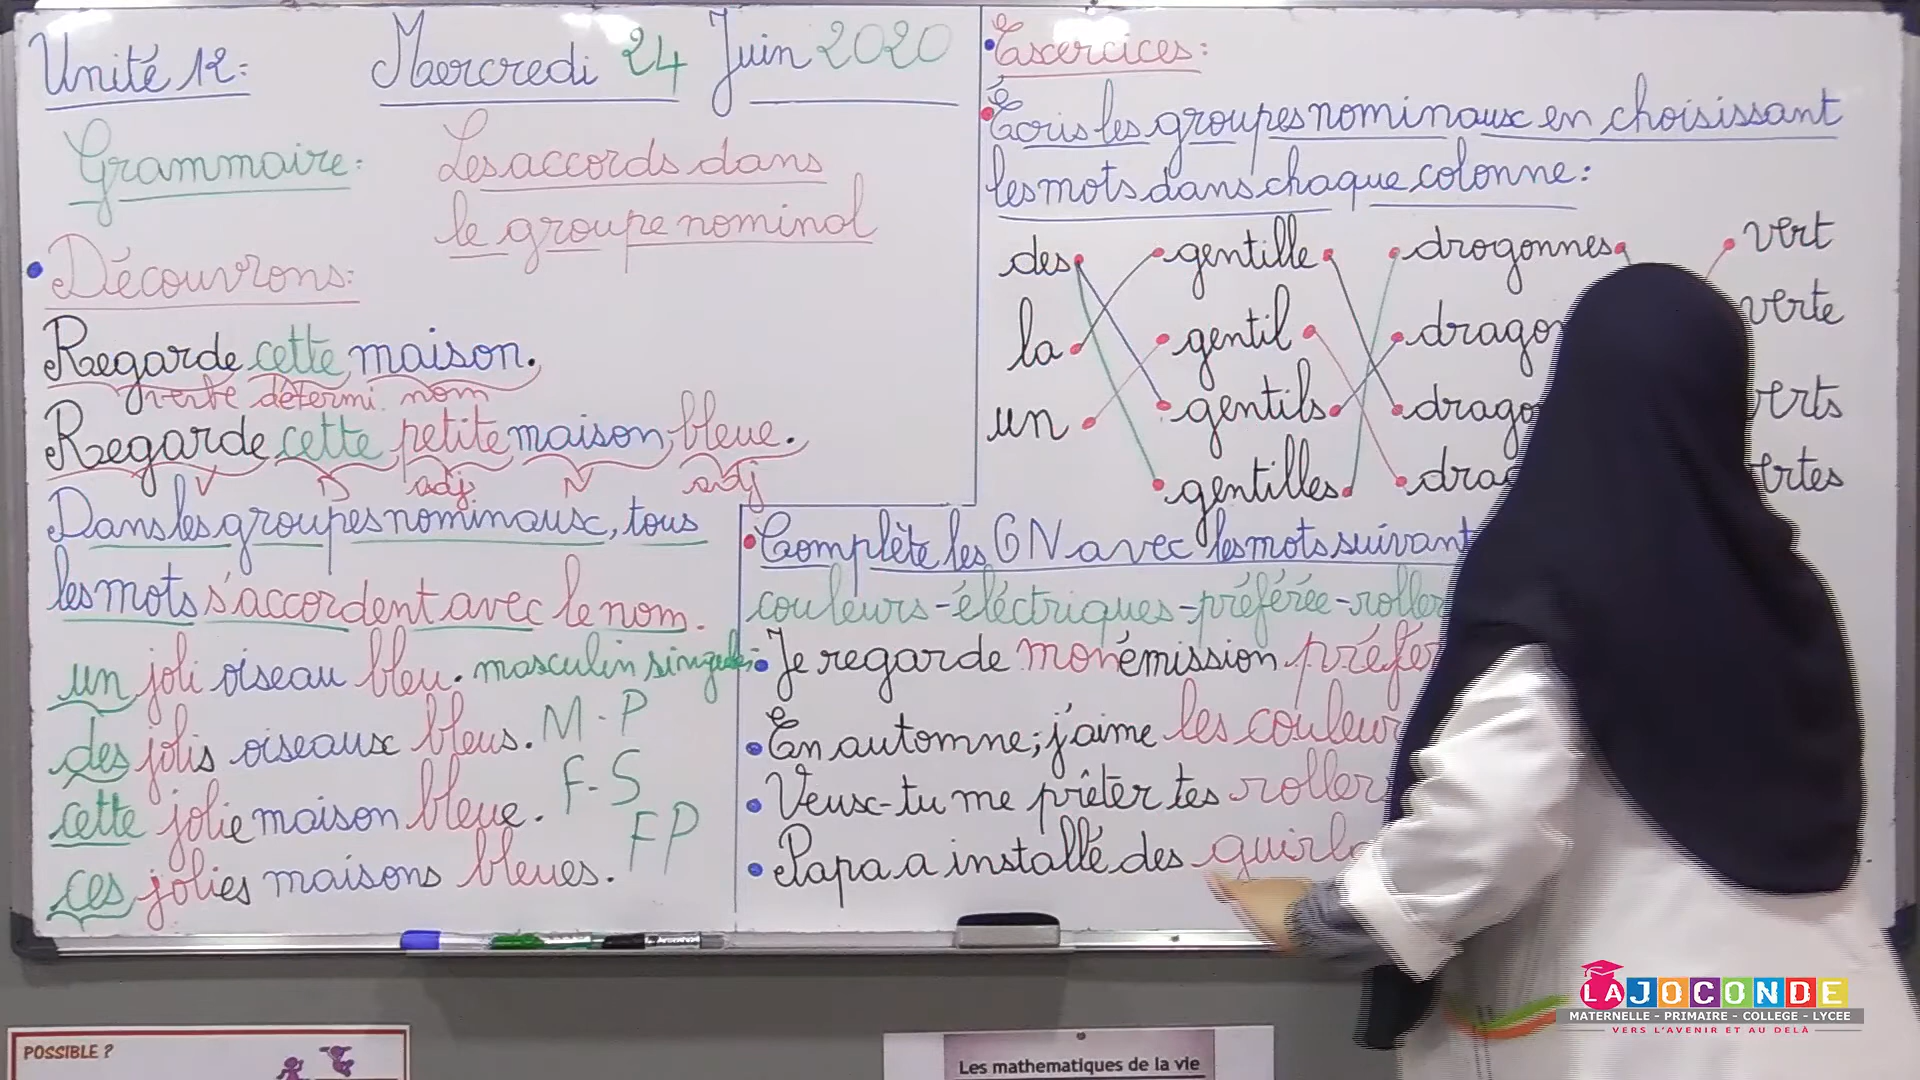 Unité 12: Mercredi 24 Juin 2020
Grammaire: Les accords dans
le groupe nominal
Découvrons:
Regarde cette maison.
verbe détermi. nom
Regarde cette petite maison bleue.
V D adj. N adj
Dans les groupes nominaux, tous
les mots s'accordent avec le nom.
un joli oiseau bleu. masculin singulier
des jolis oiseaux bleus. M-P
cette jolie maison bleue. F-S
ces jolies maisons bleues. FP
Exercices:
Écris les groupes nominaux en choisissant
les mots dans chaque colonne:
des gentille dragonnes vert
la gentil verte
un gentils
gentilles
Complète les GN avec les mots
couleurs-électriques-préférée-
Je regarde mon émission
En automne; j'aime les
Veux-tu me prêter tes
Papa a installé des
LAJOCONDE
MATERNELLE - PRIMAIRE - COLLEGE - LYCEE
VERS L'AVENIR ET AU DELÀ
POSSIBLE ?
Les mathematiques de la vie